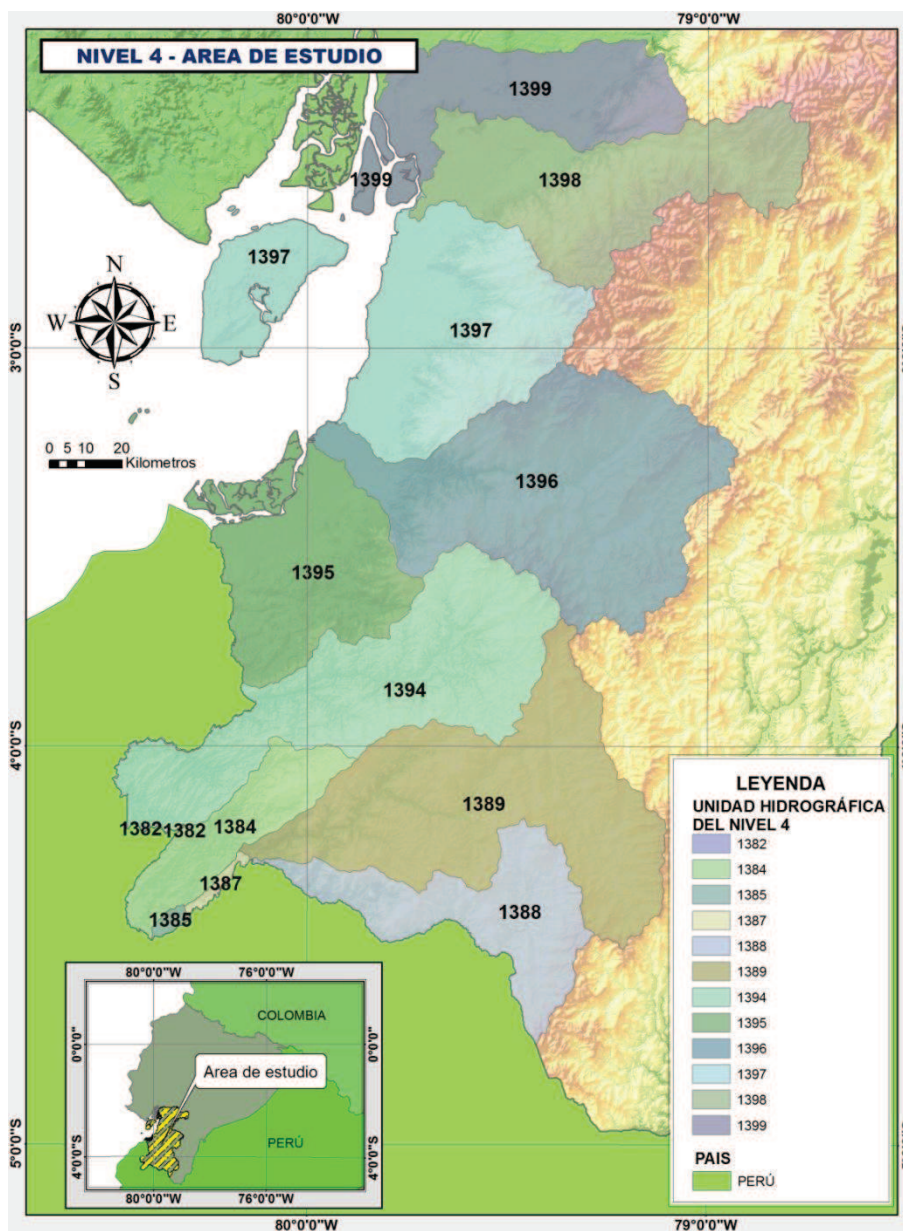 80°0'0"W
79°0'0"W
NIVEL 4 - AREA DE ESTUDIO
1399
1399
1398
1397
1397
N
W E
S
3°0'0"S
0 5 10 20
Kilometros
1396
1395
1394
4°0'0"S
1389
1382
1382
1384
1387
1385
1388
LEYENDA
UNIDAD HIDROGRÁFICA
DEL NIVEL 4
1382
1384
1385
1387
1388
1389
1394
1395
1396
1397
1398
1399
PAIS
PERÚ
80°0'0"W
76°0'0"W
COLOMBIA
0°0'0"
0°0'0"
Area de estudio
PERÚ
4°0'0"S
4°0'0"S
80°0'0"W
76°0'0"W
5°0'0"S
80°0'0"W
79°0'0"W